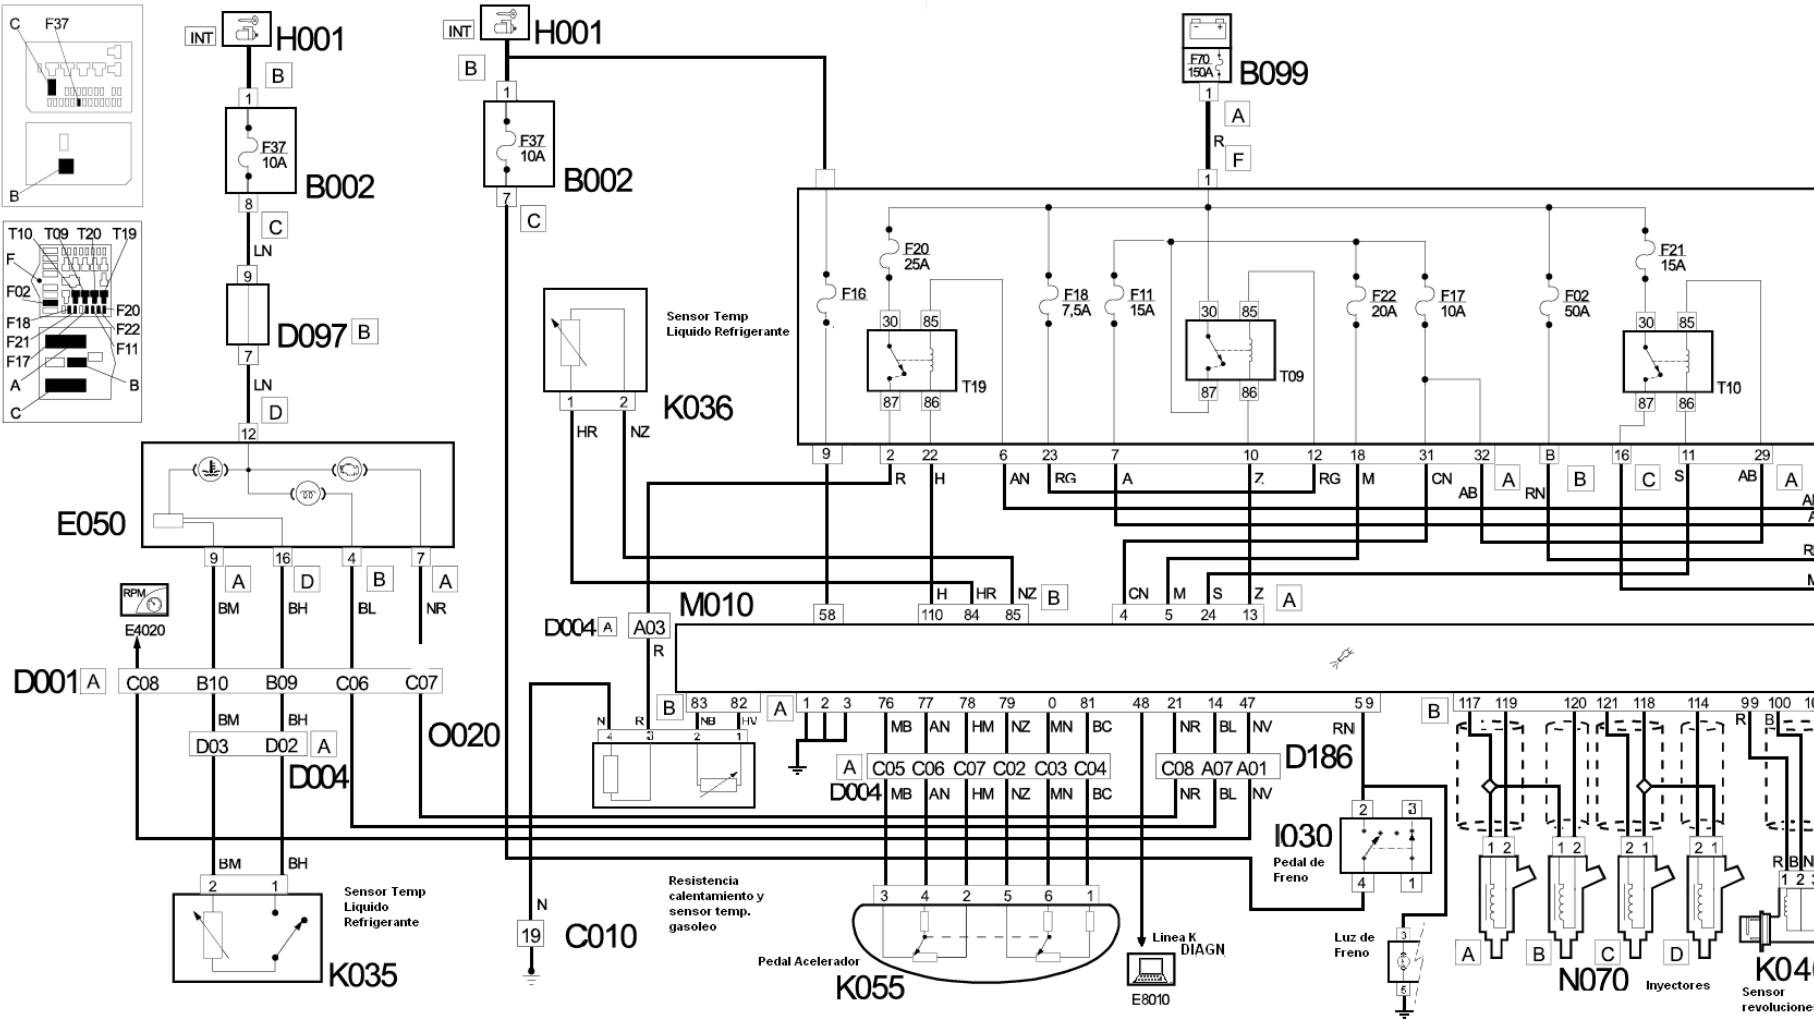 C F37
B
T10 T09 T20 T19
F
F02
F18
F21
F17
A
C
F20
F22
F11
B
INT H001
B
1
F37
10A
B002
8
C
LN
9
D097 B
7
LN
D
12
E050
9 16 4 7
A D B A
BM BH BL NR
RPM
E4020
D001 A C08 B10 B09 C06 C07
BM BH
D03 D02 A
D004
O020
BM BH
2 1
Sensor Temp
Liquido
Refrigerante
K035
INT H001
B
1
F37
10A
B002
7
C
Sensor Temp
Liquido Refrigerante
1 2
K036
HR NZ
B099
F70
150A
1
A
R
F
1
F16
F20
25A
30 85
T19
87 86
F18
7,5A
F11
15A
30 85
T09
87 86
F22
20A
F17
10A
F02
50A
F21
15A
30 85
T10
87 86
9 2 22 6 23 7 10 12 18 31 32 A B B 16 C 11 29 A
R H AN RG A Z RG M CN AB RN S AB
M010
H HR NZ B CN M S Z A
58 110 84 85 4 5 24 13
D004 A A03
R
B 83 82 A 1 2 3 76 77 78 79 0 81 48 21 14 47 59 B 117 119 120 121 118 114 99 100
N R NB HV
4 3 2 1
MB AN HM NZ MN BC NR BL NV RN R B
A C05 C06 C07 C02 C03 C04 C08 A07 A01 D186
D004 MB AN HM NZ MN BC NR BL NV
Resistencia
calentamiento y
sensor temp.
gasoleo
N
19 C010
3 4 2 5 6 1
Pedal Acelerador
K055
Linea K
DIAGN
E8010
2 3
I030
Pedal de
Freno
4 1
Luz de
Freno
3
5
1 2 1 2 2 1 2 1
A B C D
N070 Inyectores
R B N
1 2 3
K04
Sensor
revolucione